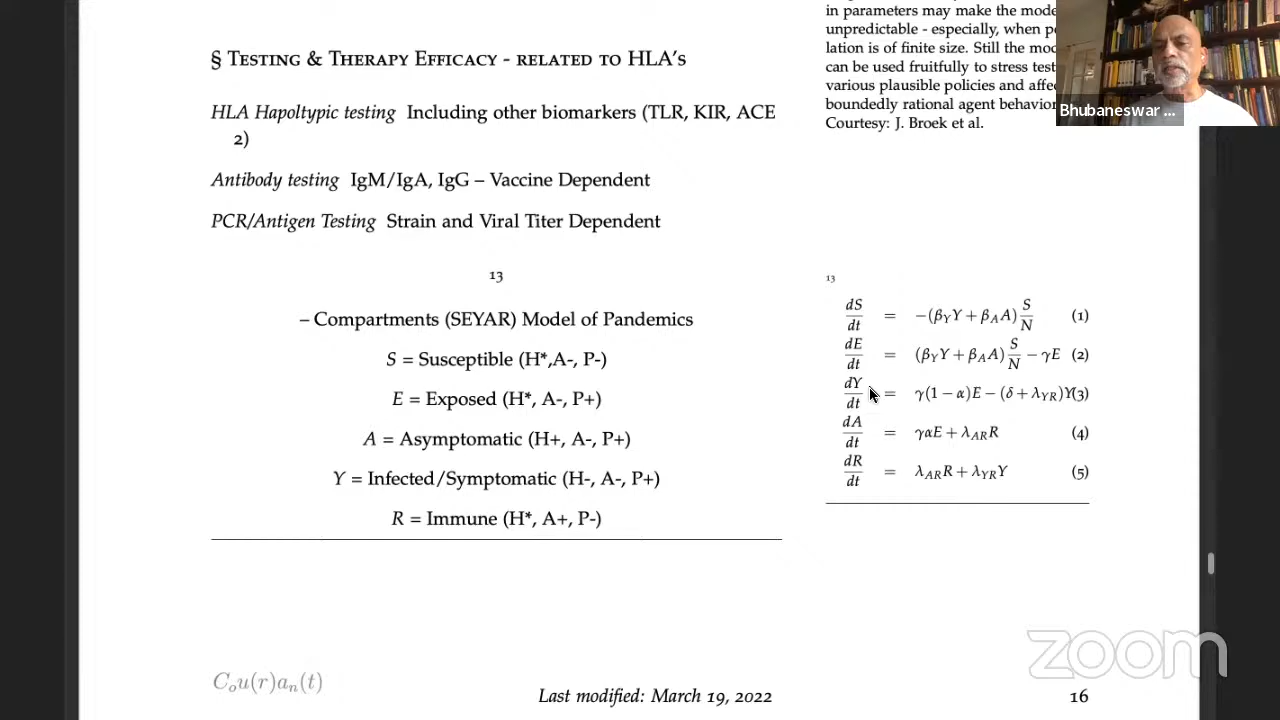 § Testing & Therapy Efficacy - related to HLA's
HLA Hapoltypic testing Including other biomarkers (TLR, KIR, ACE
2)
Antibody testing IgM/IgA, IgG – Vaccine Dependent
PCR/Antigen Testing Strain and Viral Titer Dependent
13
– Compartments (SEYAR) Model of Pandemics
S = Susceptible (H*,A-, P-)
E = Exposed (H*, A-, P+)
A = Asymptomatic (H+, A-, P+)
Y = Infected/Symptomatic (H-, A-, P+)
R = Immune (H*, A+, P-)
in parameters may make the mode
unpredictable - especially, when p
lation is of finite size. Still the mo
can be used fruitfully to stress test
various plausible policies and affe
boundedly rational agent behavior
Courtesy: J. Broek et al.
Bhubaneswar ...
13
dS/dt = −(β_Y Y + β_A A) S/N (1)
dE/dt = (β_Y Y + β_A A) S/N − γE (2)
dY/dt = γ(1 − α)E − (δ + λ_YR)Y (3)
dA/dt = γαE + λ_AR R (4)
dR/dt = λ_AR R + λ_YR Y (5)
zoom
C_o u(r)a_n(t)
Last modified: March 19, 2022
16